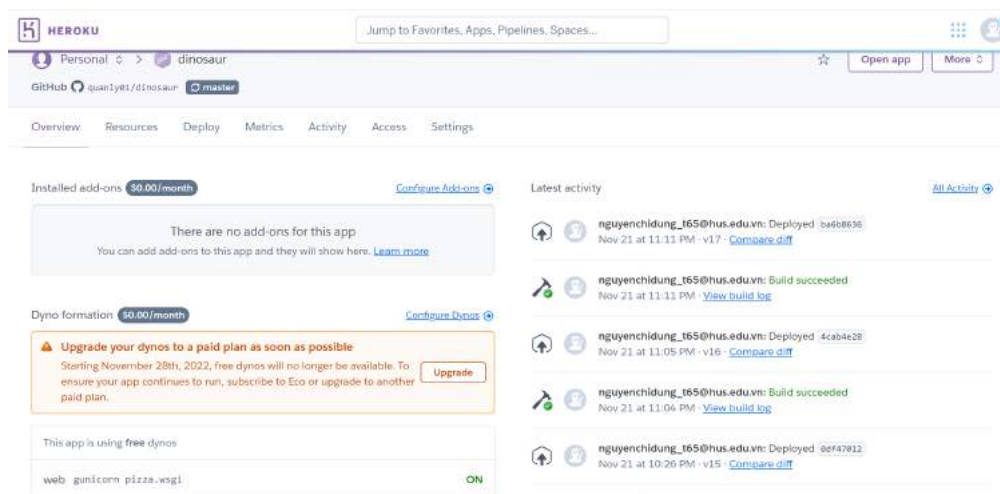 HEROKU
Jump to Favorites, Apps, Pipelines, Spaces...
Personal > dinosaur
Open app
More
GitHub quanly01/dinosaur master
Overview Resources Deploy Metrics Activity Access Settings
Installed add-ons $0.00/month
Configure Add-ons
There are no add-ons for this app
You can add add-ons to this app and they will show here. Learn more
Dyno formation $0.00/month
Configure Dynos
Upgrade your dynos to a paid plan as soon as possible
Starting November 28th, 2022, free dynos will no longer be available. To
ensure your app continues to run, subscribe to Eco or upgrade to another
paid plan.
Upgrade
This app is using free dynos
web gunicorn pizza.wsgi
ON
Latest activity
All Activity
nguyenchidung_t65@hus.edu.vn: Deployed ba6b8636
Nov 21 at 11:11 PM · v17 · Compare diff
nguyenchidung_t65@hus.edu.vn: Build succeeded
Nov 21 at 11:11 PM · View build log
nguyenchidung_t65@hus.edu.vn: Deployed 4cab4e28
Nov 21 at 11:05 PM · v16 · Compare diff
nguyenchidung_t65@hus.edu.vn: Build succeeded
Nov 21 at 11:04 PM · View build log
nguyenchidung_t65@hus.edu.vn: Deployed 0df47012
Nov 21 at 10:26 PM · v15 · Compare diff